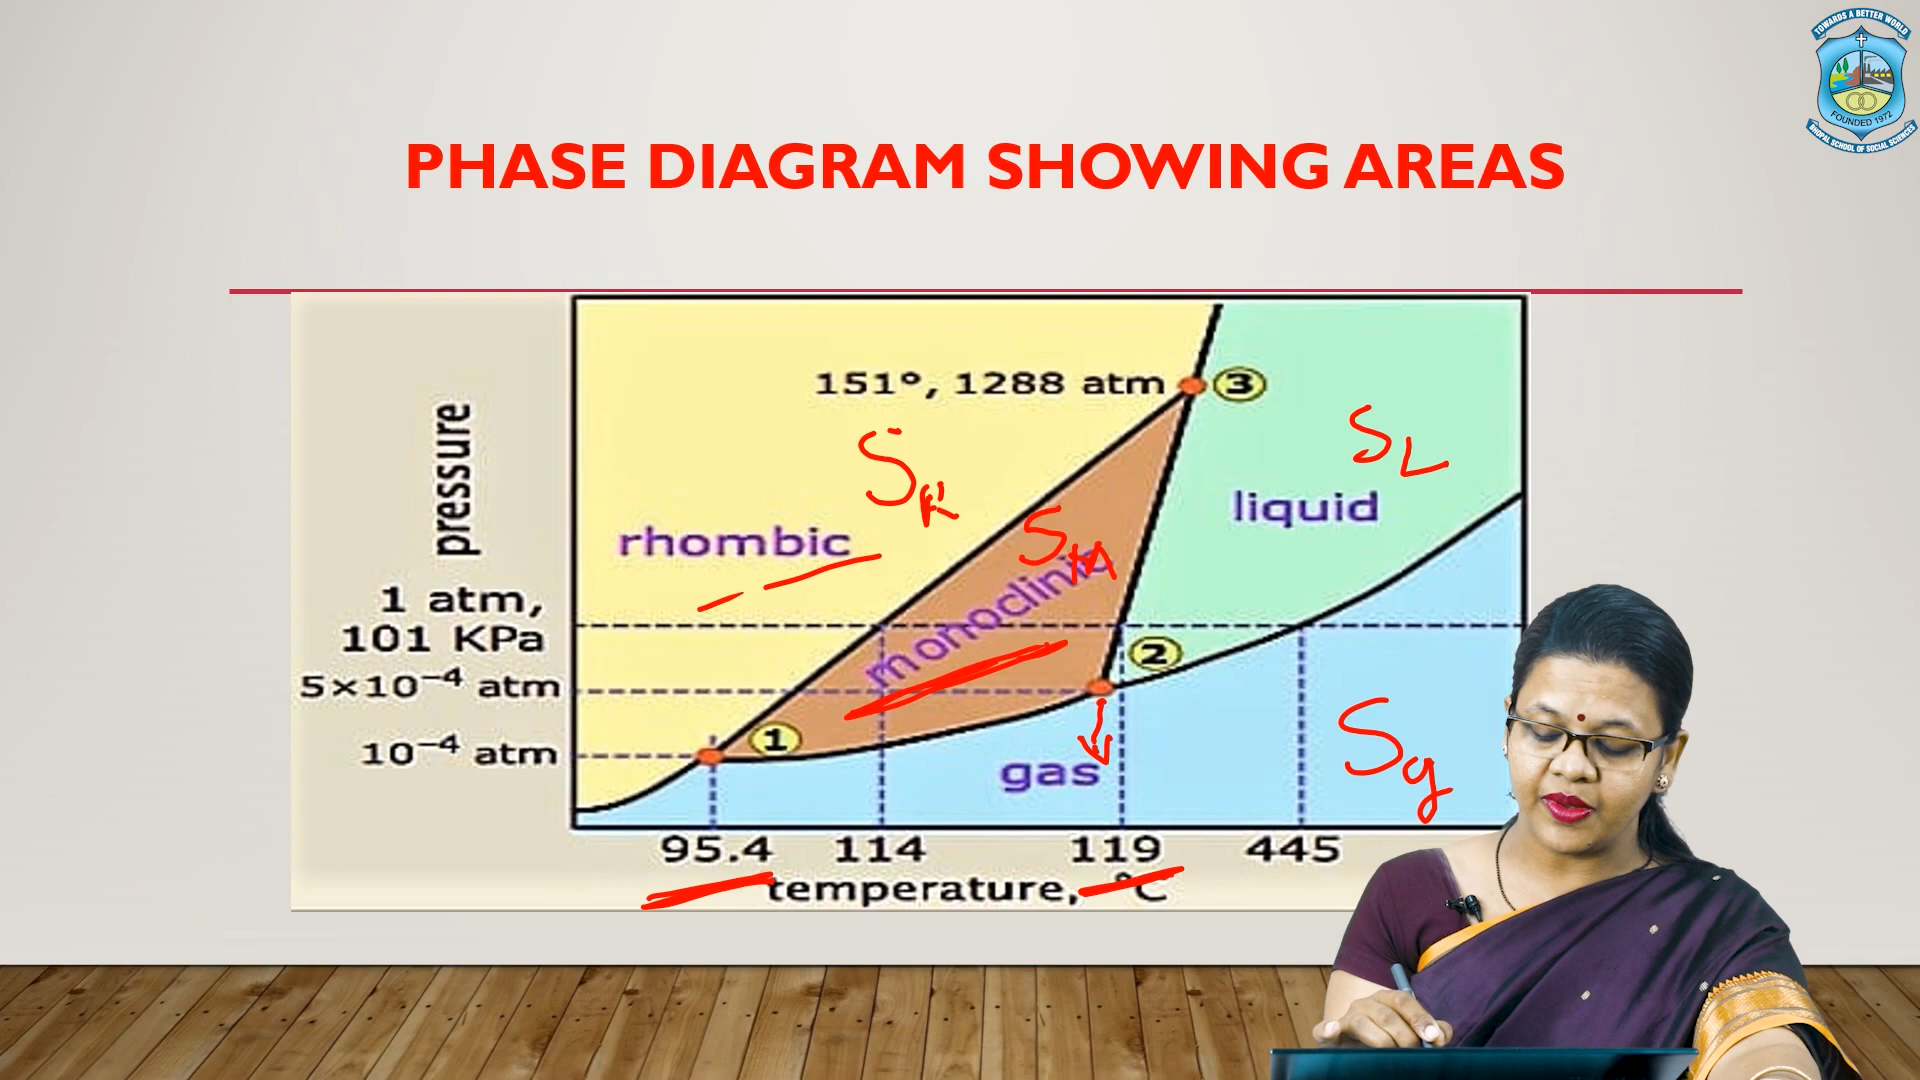 TOWARDS A BETTER WORLD
FOUNDED 1972
BHOPAL SCHOOL OF SOCIAL SCIENCES
PHASE DIAGRAM SHOWING AREAS
pressure
151°, 1288 atm
3
S_R
S_L
rhombic
S_M
monoclinic
liquid
1 atm,
101 KPa
2
5×10⁻⁴ atm
10⁻⁴ atm
1
gas
S_g
95.4 114 119 445
temperature, °C